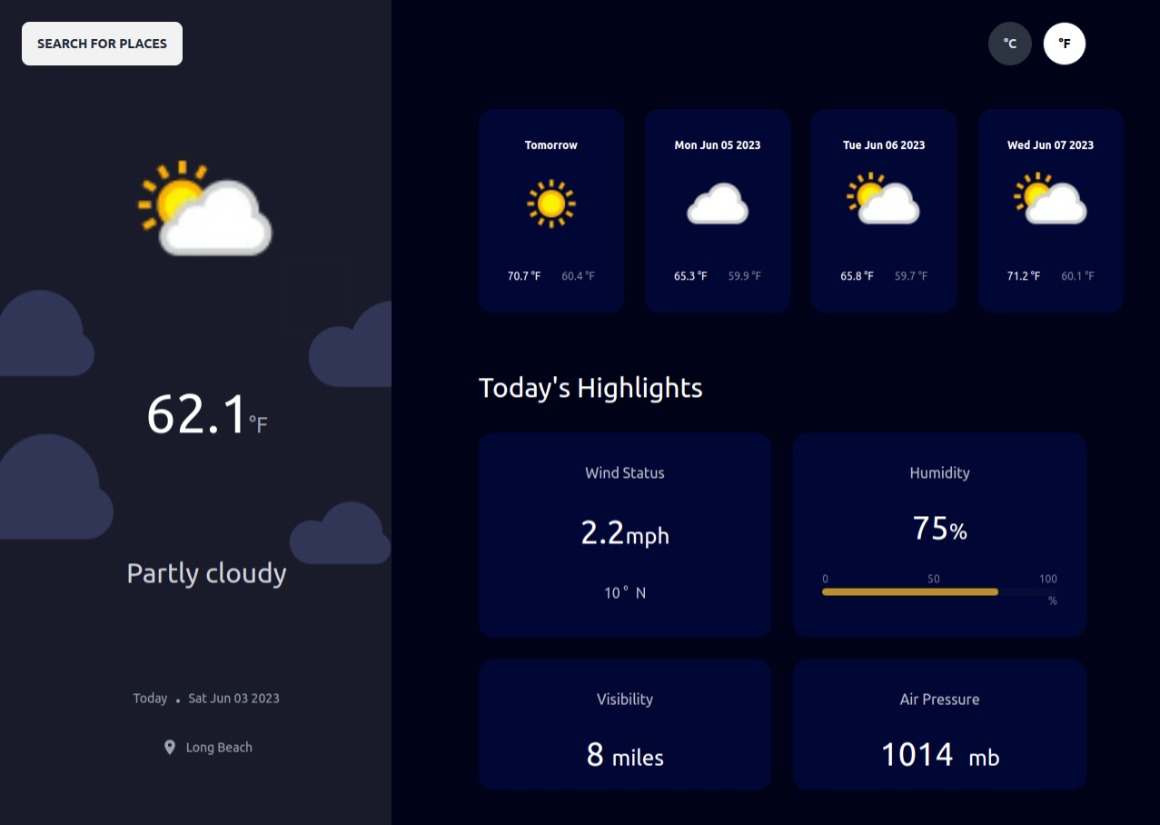 SEARCH FOR PLACES
°C
°F
62.1°F
Partly cloudy
Today • Sat Jun 03 2023
Long Beach
Tomorrow
70.7 °F 60.4 °F
Mon Jun 05 2023
65.3 °F 59.9 °F
Tue Jun 06 2023
65.8 °F 59.7 °F
Wed Jun 07 2023
71.2 °F 60.1 °F
Today's Highlights
Wind Status
2.2mph
10° N
Humidity
75%
0 50 100
%
Visibility
8 miles
Air Pressure
1014 mb